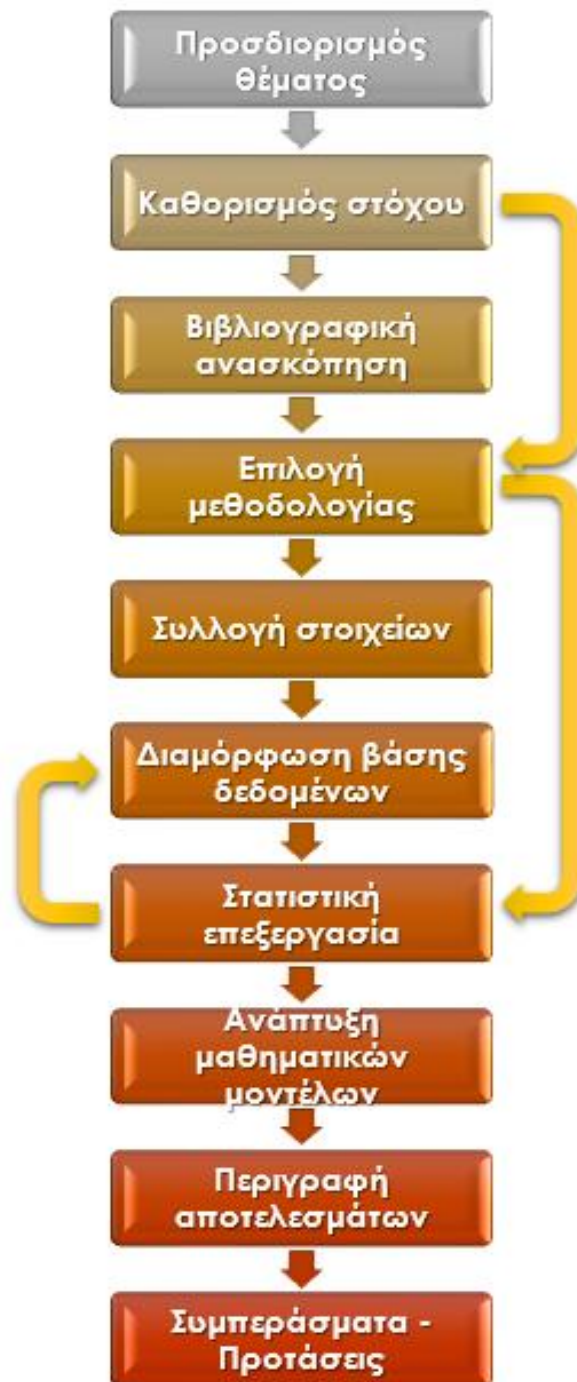 Προσδιορισμός
θέματος
Καθορισμός στόχου
Βιβλιογραφική
ανασκόπηση
Επιλογή
μεθοδολογίας
Συλλογή στοιχείων
Διαμόρφωση βάσης
δεδομένων
Στατιστική
επεξεργασία
Ανάπτυξη
μαθηματικών
μοντέλων
Περιγραφή
αποτελεσμάτων
Συμπεράσματα -
Προτάσεις